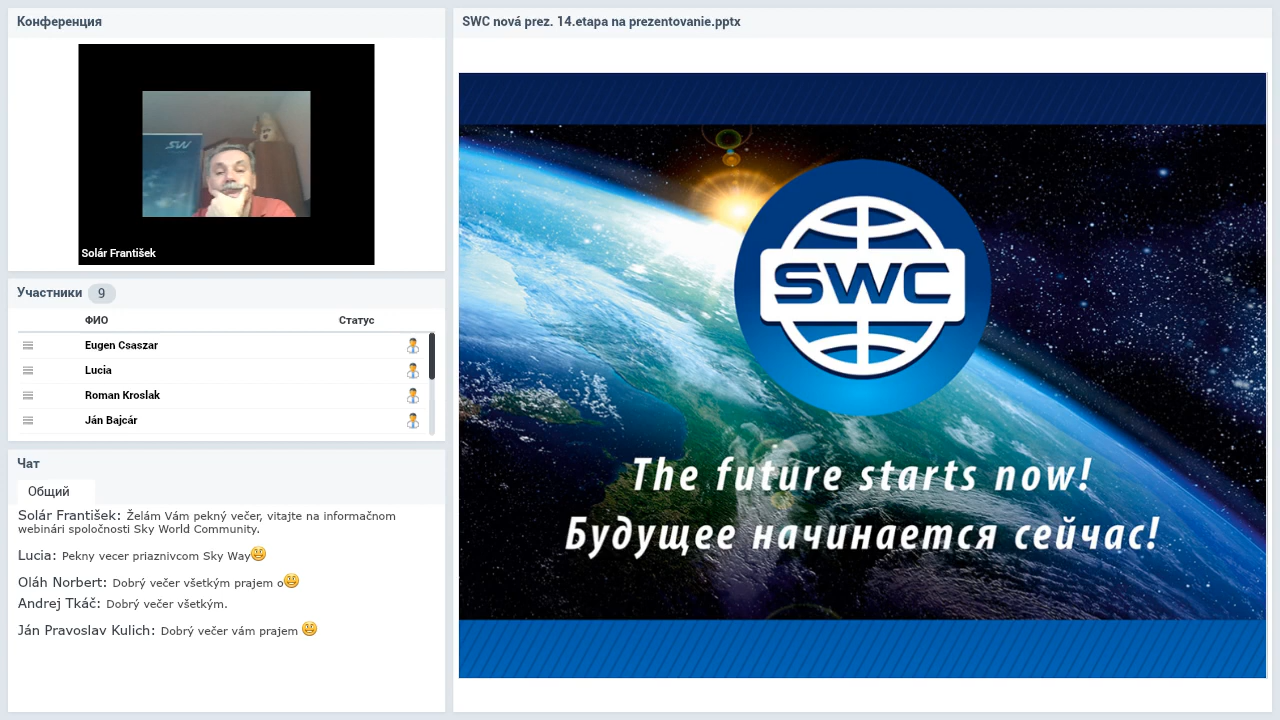 Конференция
SW
Solár František
Участники 9
ФИО Статус
Eugen Csaszar
Lucia
Roman Kroslak
Ján Bajcár
Чат
Общий
Solár František: Želám Vám pekný večer, vitajte na informačnom
webinári spoločnosti Sky World Community.
Lucia: Pekny vecer priaznivcom Sky Way
Oláh Norbert: Dobrý večer všetkým prajem o
Andrej Tkáč: Dobrý večer všetkým.
Ján Pravoslav Kulich: Dobrý večer vám prajem
SWC nová prez. 14.etapa na prezentovanie.pptx
SWC
The future starts now!
Будущее начинается сейчас!